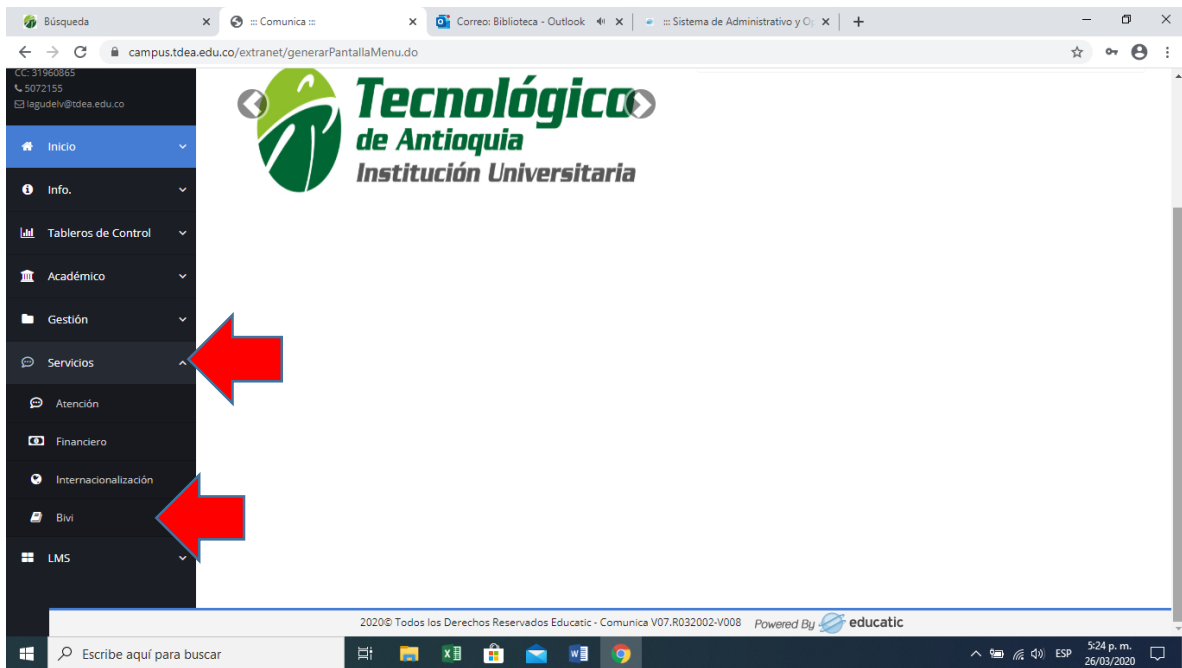 Búsqueda
::: Comunica :::
Correo: Biblioteca - Outlook
::: Sistema de Administrativo y O
campus.tdea.edu.co/extranet/generarPantallaMenu.do
CC: 31960865
5072155
lagudelv@tdea.edu.co
Inicio
Info.
Tableros de Control
Académico
Gestión
Servicios
Atención
Financiero
Internacionalización
Bivi
LMS
Tecnológico
de Antioquia
Institución Universitaria
2020© Todos los Derechos Reservados Educatic - Comunica V07.R032002-V008 Powered By educatic
Escribe aquí para buscar
ESP
5:24 p. m.
26/03/2020